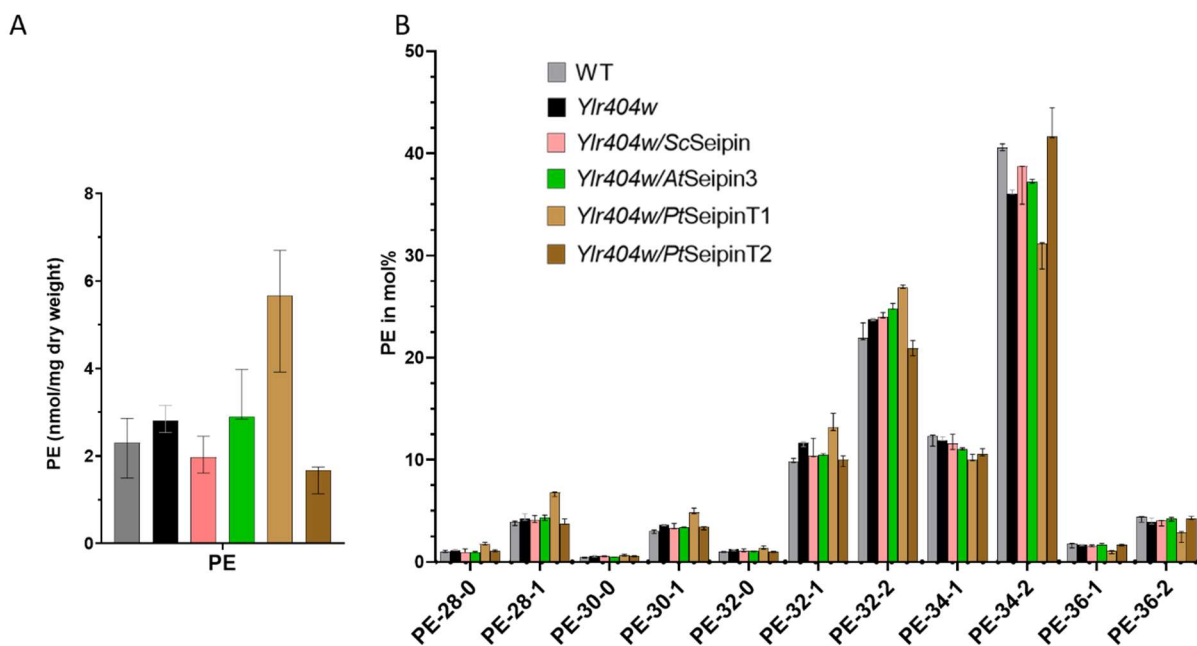 A
B
PE (nmol/mg dry weight)
8
6
4
2
0
PE
PE in mol%
50
40
30
20
10
0
WT
Ylr404w
Ylr404w/ScSeipin
Ylr404w/AtSeipin3
Ylr404w/PtSeipinT1
Ylr404w/PtSeipinT2
PE-28-0
PE-28-1
PE-30-0
PE-30-1
PE-32-0
PE-32-1
PE-32-2
PE-34-1
PE-34-2
PE-36-1
PE-36-2